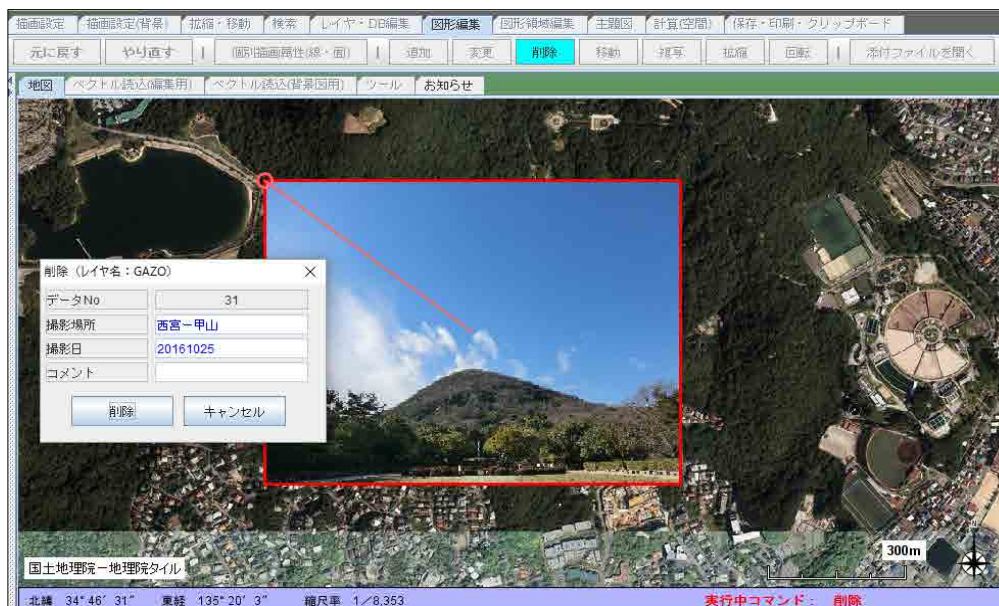 描画設定 描画設定(背景) 拡縮・移動 検索 レイヤ・DB編集 図形編集 図形領域編集 主題図 計算(空間) 保存・印刷・クリップボード
元に戻す やり直す | 個別描画属性(線・面) | 追加 変更 削除 移動 複写 拡縮 回転 | 添付ファイルを開く
地図 ベクトル読込(編集用) ベクトル読込(背景図用) ツール お知らせ
削除（レイヤ名：GAZO）
データNo 31
撮影場所 西宮－甲山
撮影日 20161025
コメント
削除 キャンセル
300m
国土地理院－地理院タイル
北緯 34°46′31″ 東経 135°20′3″ 縮尺率 1／8,353 実行中コマンド： 削除